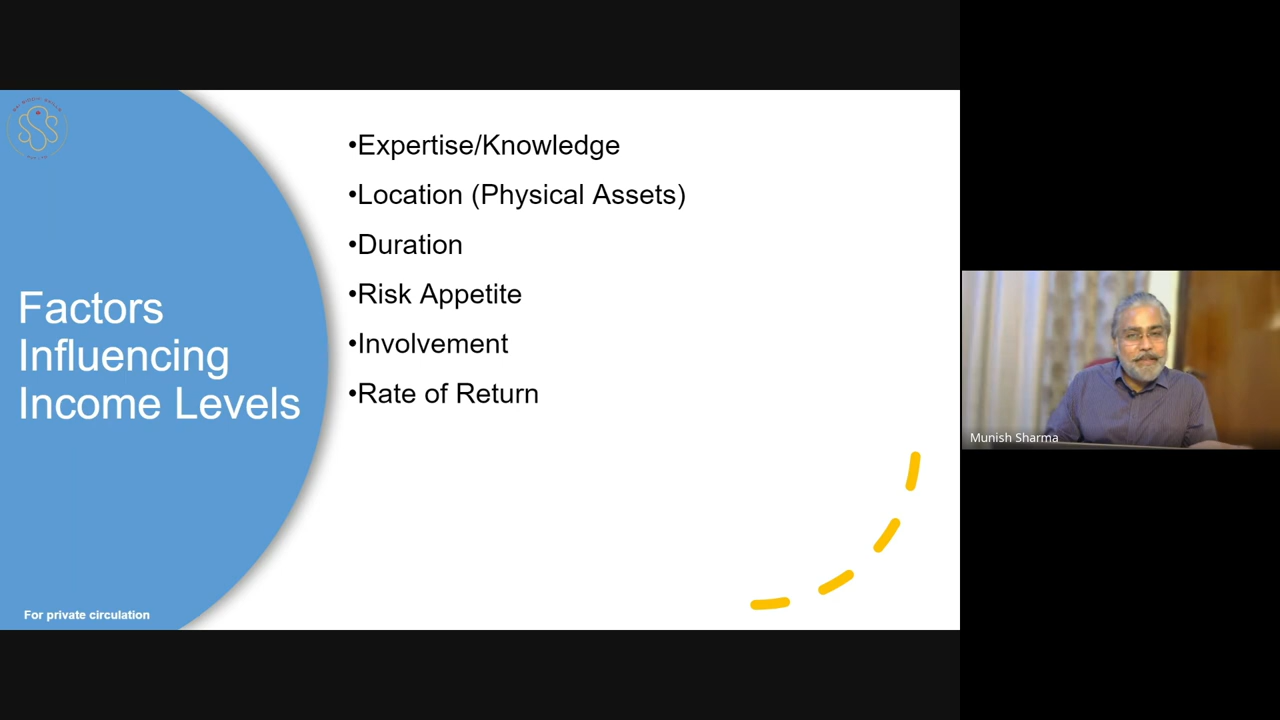 •Expertise/Knowledge
•Location (Physical Assets)
•Duration
•Risk Appetite
•Involvement
•Rate of Return
Factors
Influencing
Income Levels
For private circulation
Munish Sharma